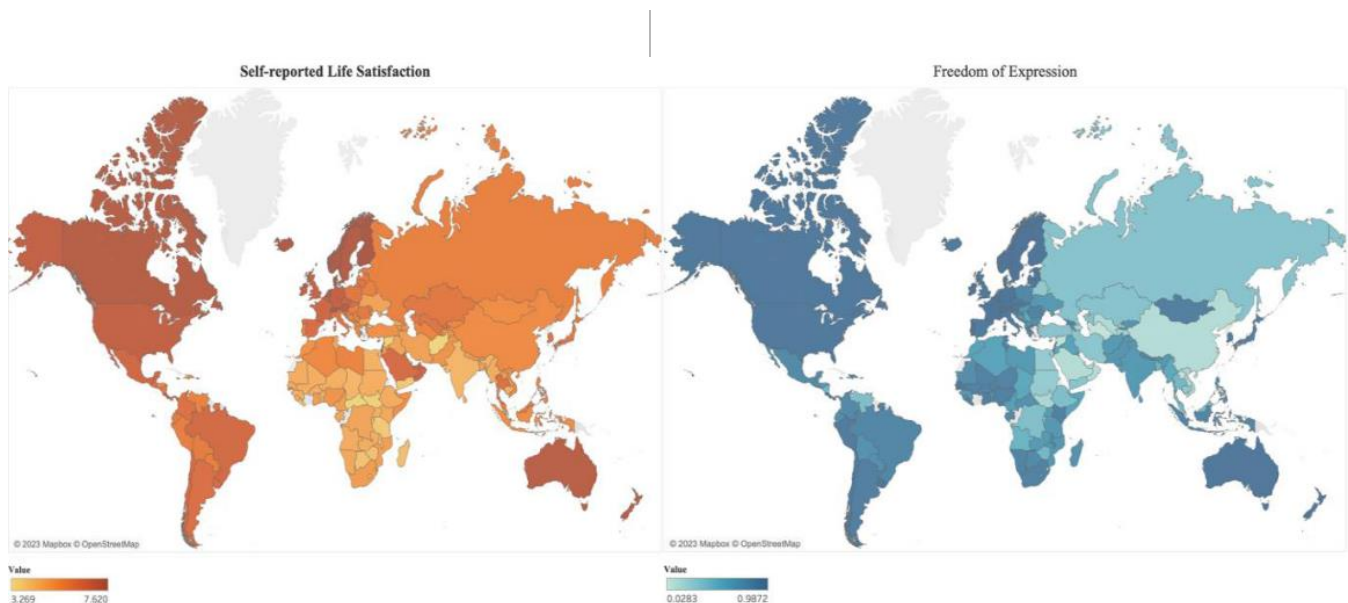 Self-reported Life Satisfaction
Freedom of Expression
© 2023 Mapbox © OpenStreetMap
© 2023 Mapbox © OpenStreetMap
Value
Value
3.269 7.620
0.0283 0.9872